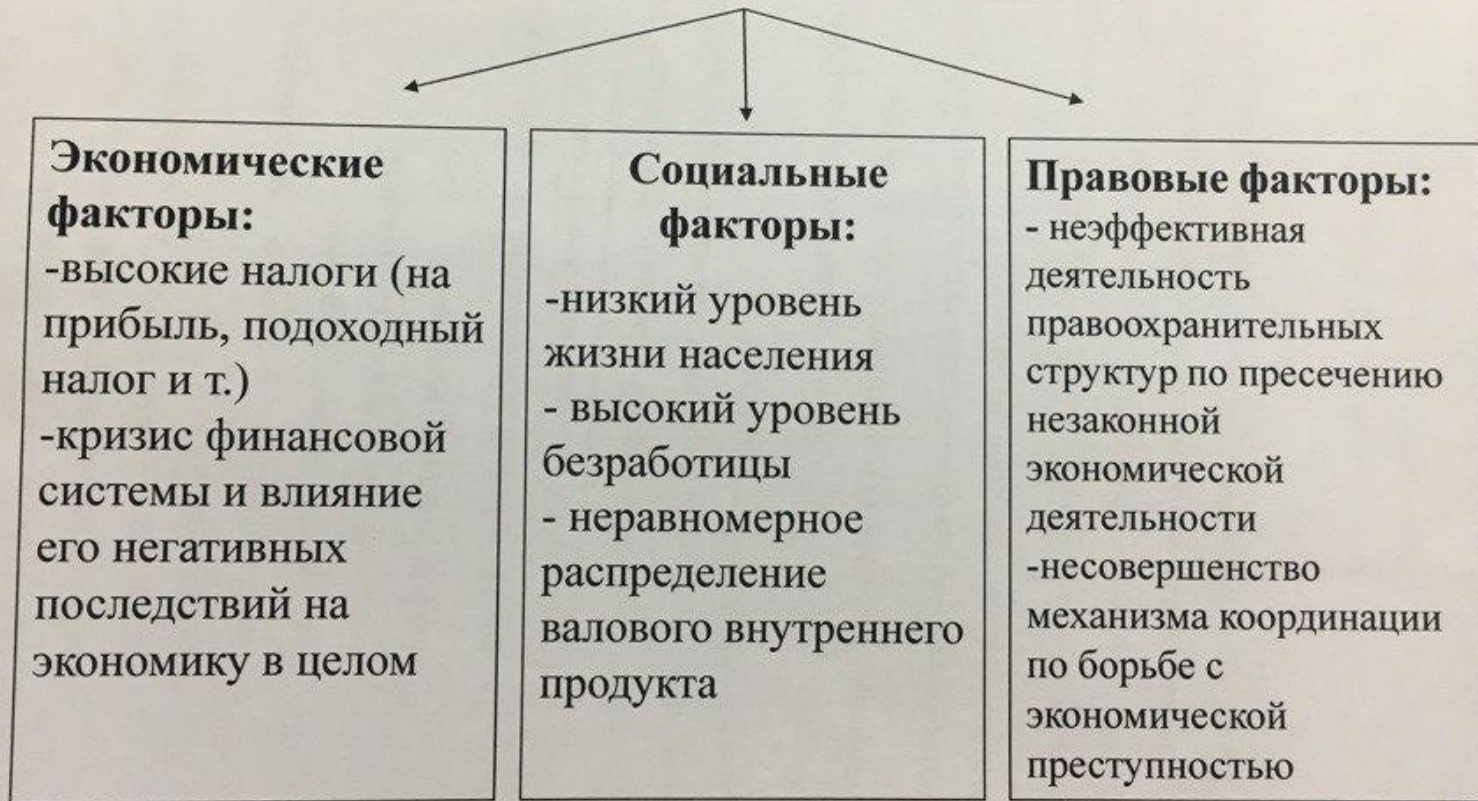 Экономические
факторы:
-высокие налоги (на
прибыль, подоходный
налог и т.)
-кризис финансовой
системы и влияние
его негативных
последствий на
экономику в целом
Социальные
факторы:
-низкий уровень
жизни населения
- высокий уровень
безработицы
- неравномерное
распределение
валового внутреннего
продукта
Правовые факторы:
- неэффективная
деятельность
правоохранительных
структур по пресечению
незаконной
экономической
деятельности
-несовершенство
механизма координации
по борьбе с
экономической
преступностью